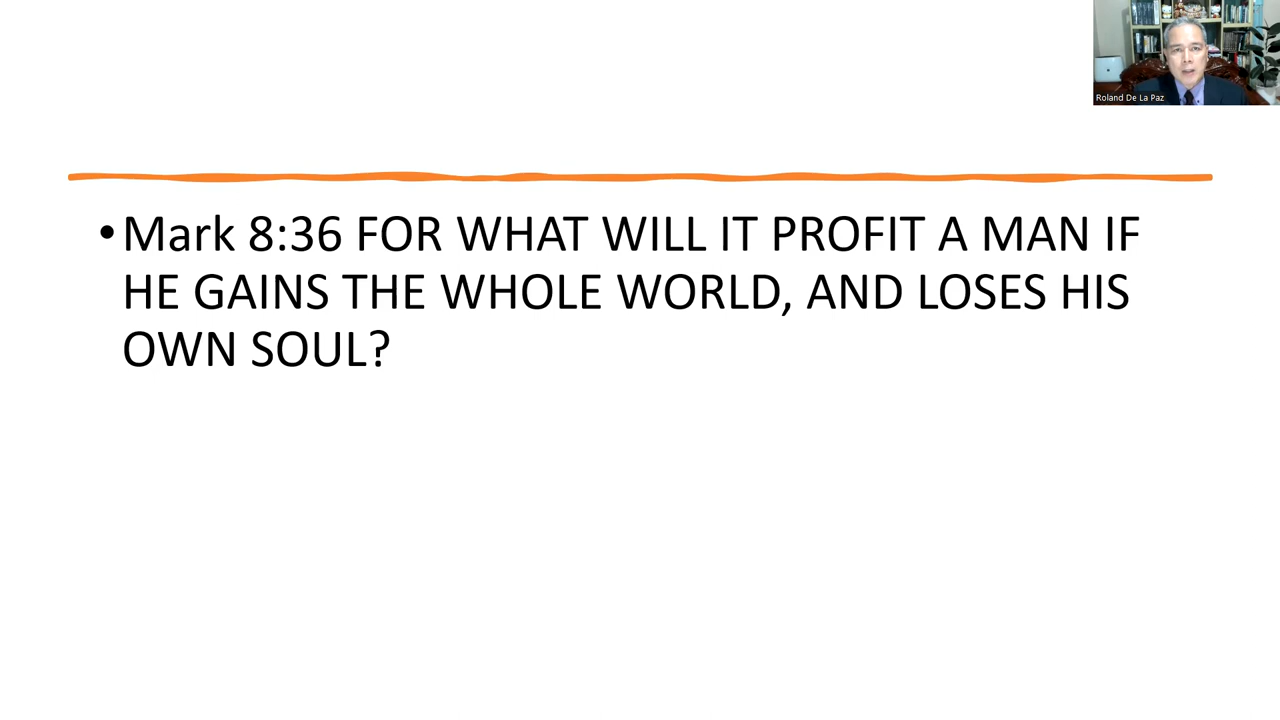 Roland De La Paz
•Mark 8:36 FOR WHAT WILL IT PROFIT A MAN IF
HE GAINS THE WHOLE WORLD, AND LOSES HIS
OWN SOUL?